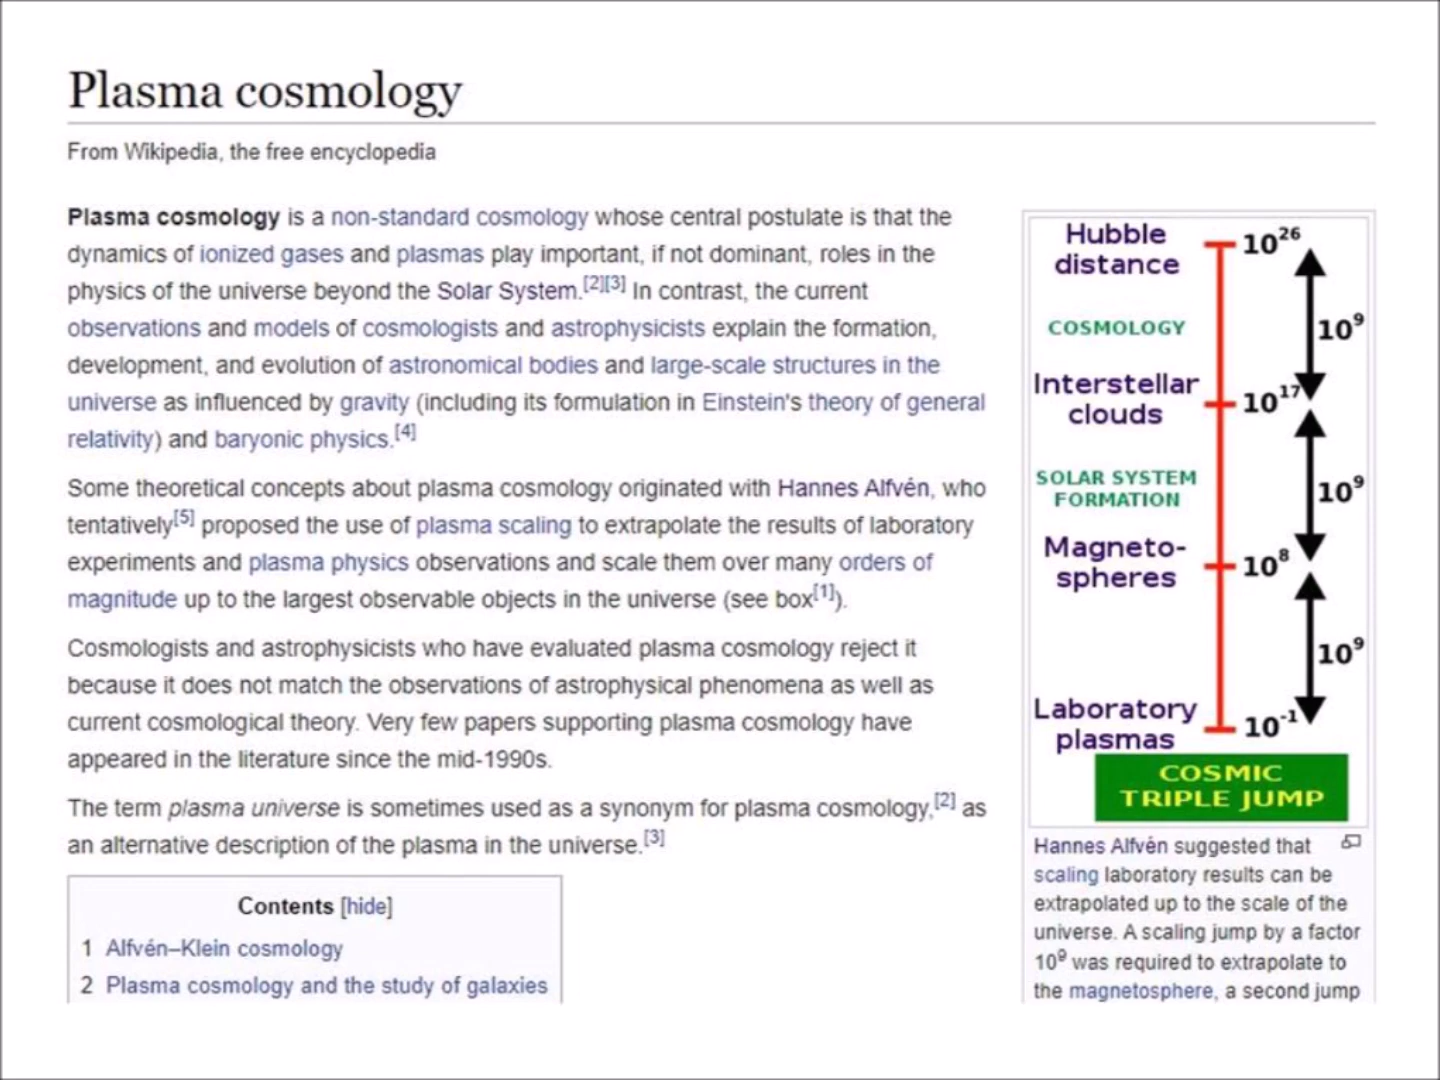 Plasma cosmology
From Wikipedia, the free encyclopedia
Plasma cosmology is a non-standard cosmology whose central postulate is that the
dynamics of ionized gases and plasmas play important, if not dominant, roles in the
physics of the universe beyond the Solar System.[2][3] In contrast, the current
observations and models of cosmologists and astrophysicists explain the formation,
development, and evolution of astronomical bodies and large-scale structures in the
universe as influenced by gravity (including its formulation in Einstein's theory of general
relativity) and baryonic physics.[4]
Some theoretical concepts about plasma cosmology originated with Hannes Alfvén, who
tentatively[5] proposed the use of plasma scaling to extrapolate the results of laboratory
experiments and plasma physics observations and scale them over many orders of
magnitude up to the largest observable objects in the universe (see box[1]).
Cosmologists and astrophysicists who have evaluated plasma cosmology reject it
because it does not match the observations of astrophysical phenomena as well as
current cosmological theory. Very few papers supporting plasma cosmology have
appeared in the literature since the mid-1990s.
The term plasma universe is sometimes used as a synonym for plasma cosmology,[2] as
an alternative description of the plasma in the universe.[3]
Contents [hide]
1 Alfvén–Klein cosmology
2 Plasma cosmology and the study of galaxies
Hubble
distance
10²⁶
COSMOLOGY
10⁹
Interstellar
clouds
10¹⁷
SOLAR SYSTEM
FORMATION
10⁹
Magneto-
spheres
10⁸
10⁹
Laboratory
plasmas
10⁻¹
COSMIC
TRIPLE JUMP
Hannes Alfvén suggested that
scaling laboratory results can be
extrapolated up to the scale of the
universe. A scaling jump by a factor
10⁹ was required to extrapolate to
the magnetosphere, a second jump